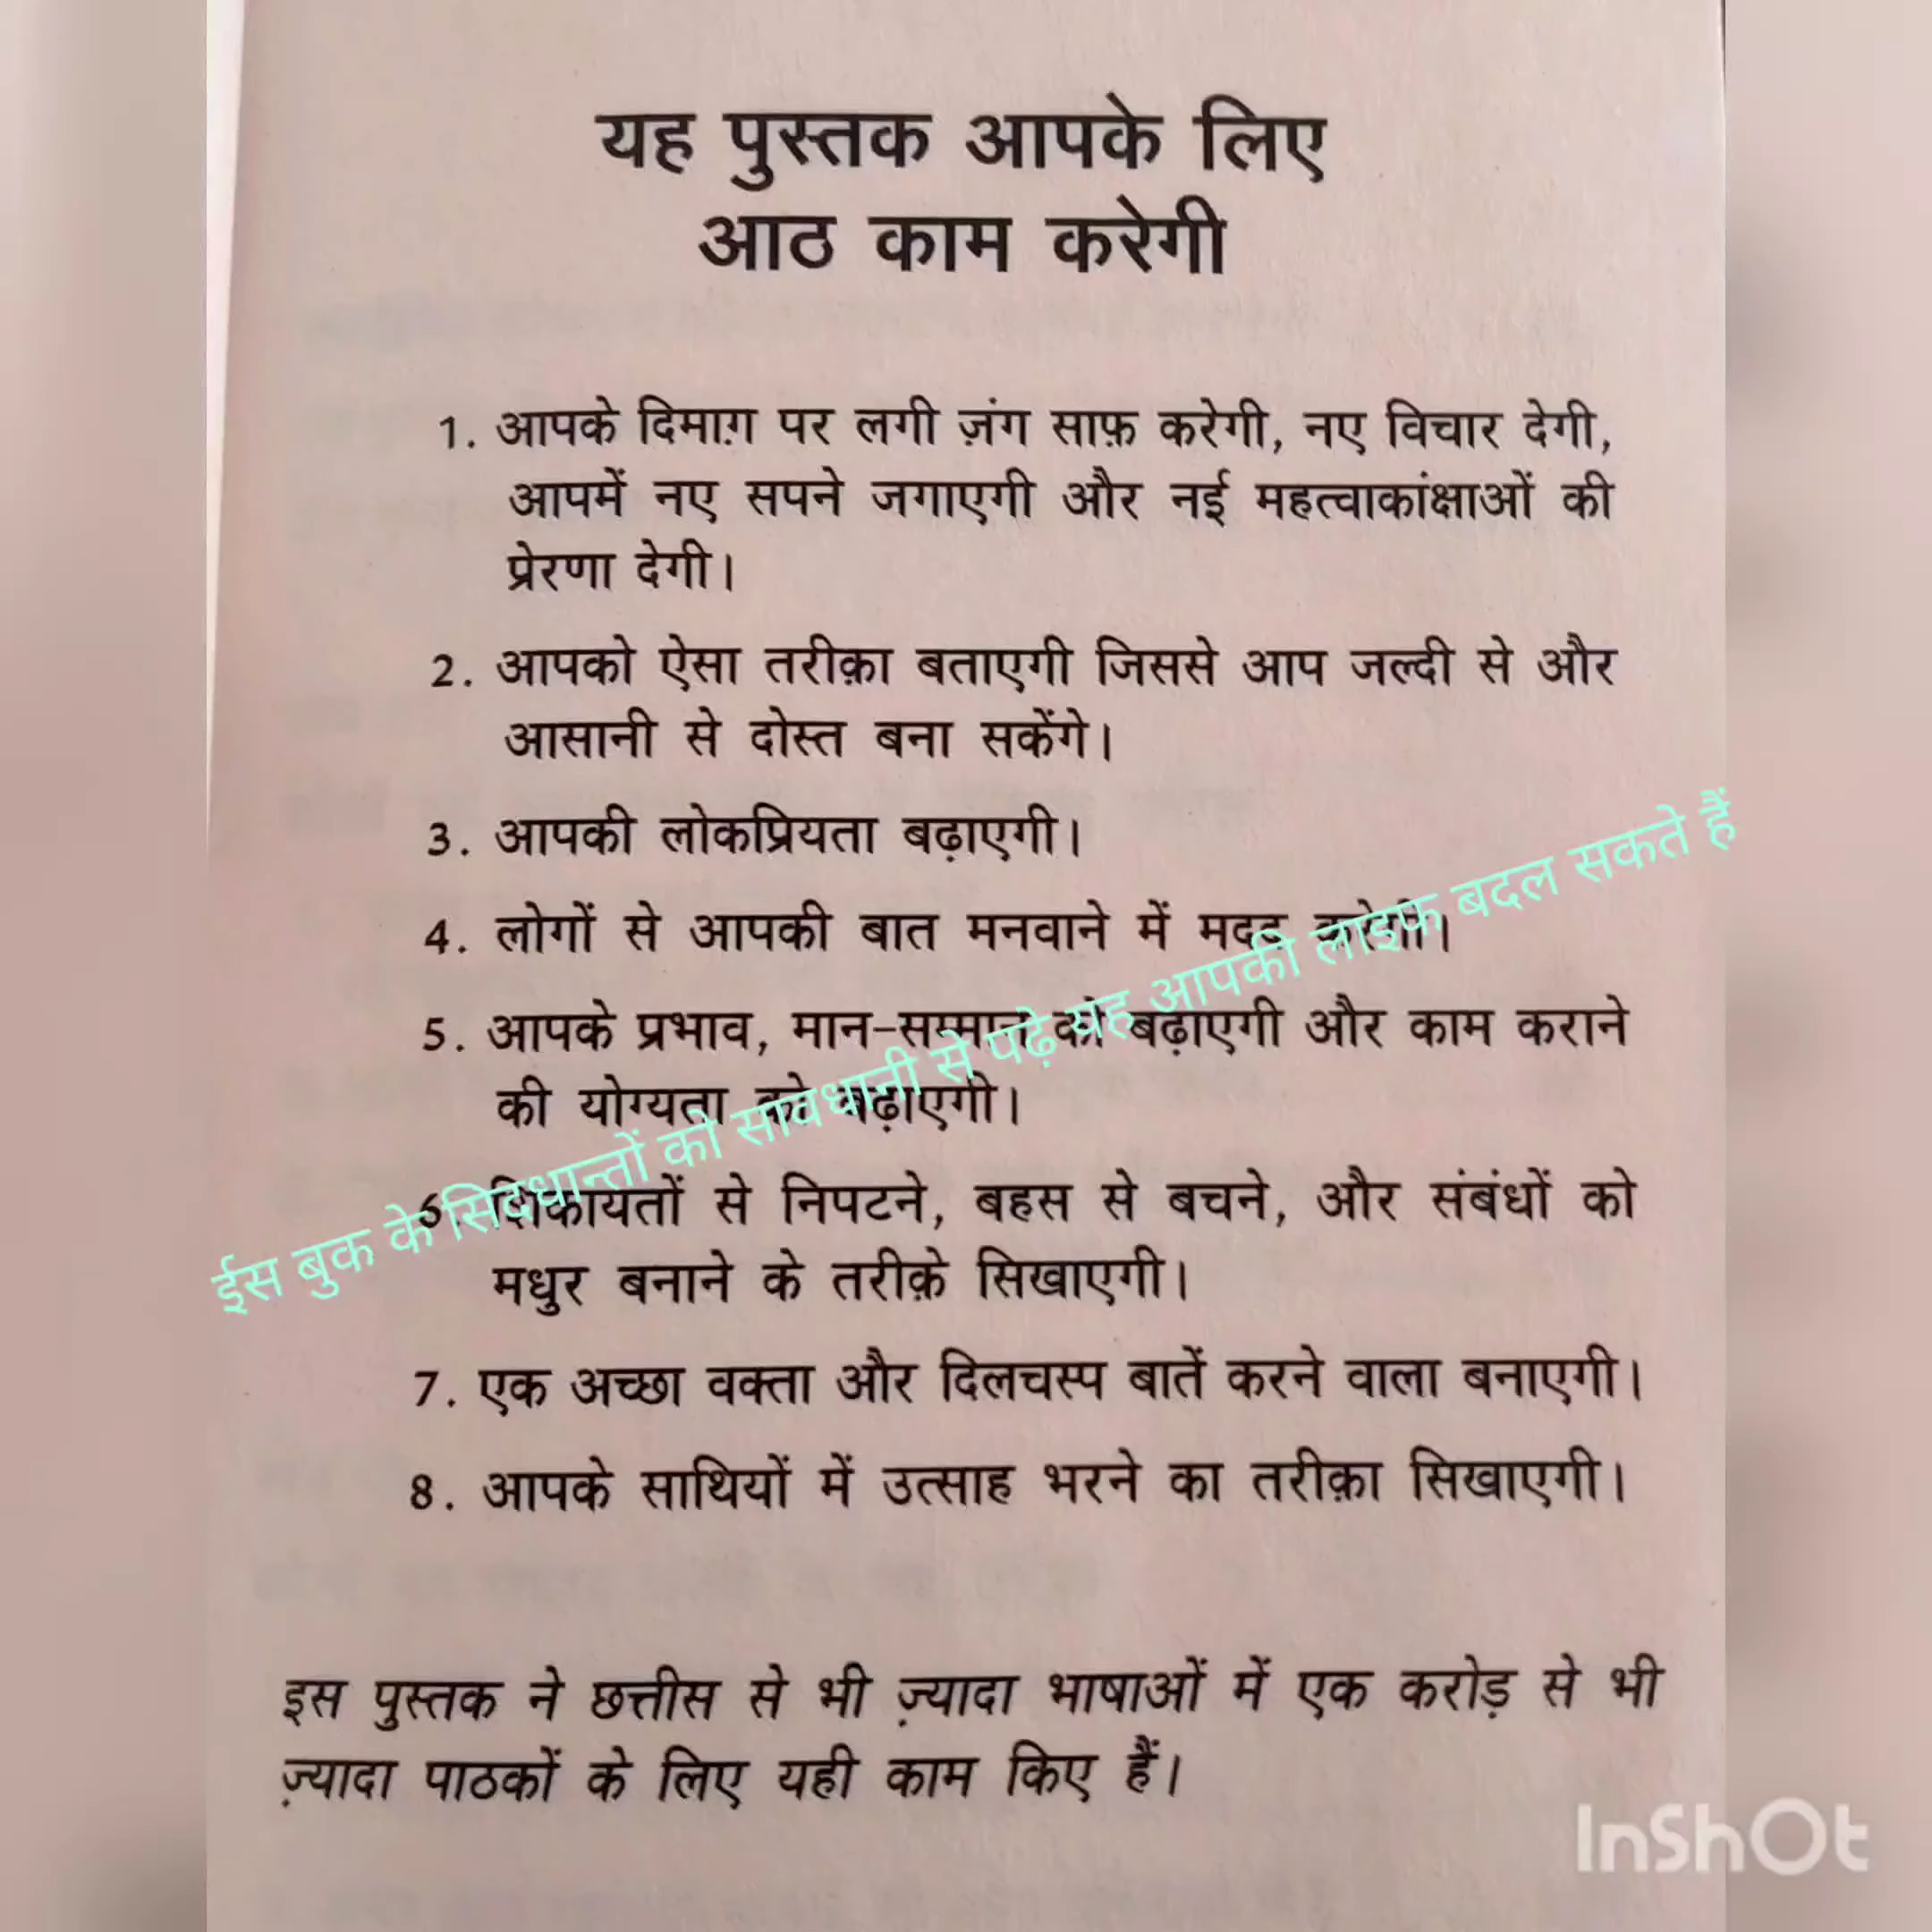 यह पुस्तक आपके लिए
आठ काम करेगी
1. आपके दिमाग़ पर लगी ज़ंग साफ़ करेगी, नए विचार देगी,
आपमें नए सपने जगाएगी और नई महत्वाकांक्षाओं की
प्रेरणा देगी।
2. आपको ऐसा तरीक़ा बताएगी जिससे आप जल्दी से और
आसानी से दोस्त बना सकेंगे।
3. आपकी लोकप्रियता बढ़ाएगी।
4. लोगों से आपकी बात मनवाने में मदद करेगी।
5. आपके प्रभाव, मान-सम्मान को बढ़ाएगी और काम कराने
की योग्यता को बढ़ाएगी।
6. शिकायतों से निपटने, बहस से बचने, और संबंधों को
मधुर बनाने के तरीक़े सिखाएगी।
7. एक अच्छा वक्ता और दिलचस्प बातें करने वाला बनाएगी।
8. आपके साथियों में उत्साह भरने का तरीक़ा सिखाएगी।
इस पुस्तक ने छत्तीस से भी ज़्यादा भाषाओं में एक करोड़ से भी
ज़्यादा पाठकों के लिए यही काम किए हैं।
ईस बुक के सिदधान्तों को सावधानी से पढ़े यह आपकी लाइफ बदल सकते हैं
InShOt